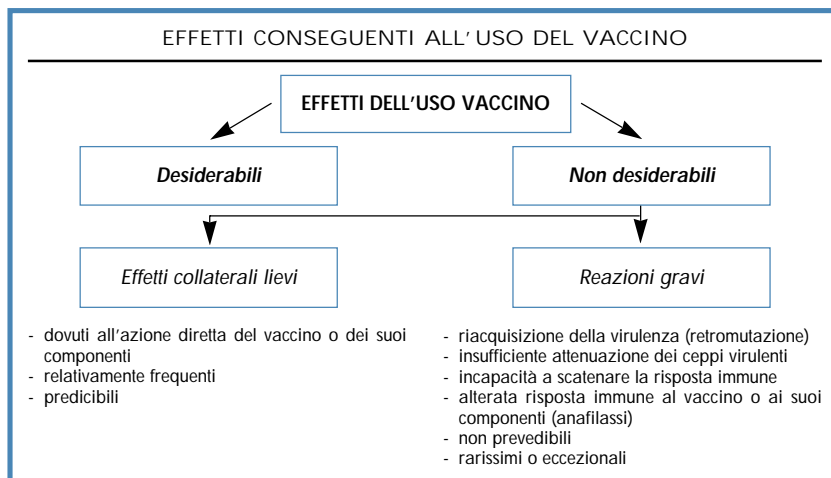 EFFETTI CONSEGUENTI ALL'USO DEL VACCINO
EFFETTI DELL'USO VACCINO
Desiderabili
Non desiderabili
Effetti collaterali lievi
Reazioni gravi
- dovuti all'azione diretta del vaccino o dei suoi
componenti
- relativamente frequenti
- predicibili
- riacquisizione della virulenza (retromutazione)
- insufficiente attenuazione dei ceppi virulenti
- incapacità a scatenare la risposta immune
- alterata risposta immune al vaccino o ai suoi
componenti (anafilassi)
- non prevedibili
- rarissimi o eccezionali